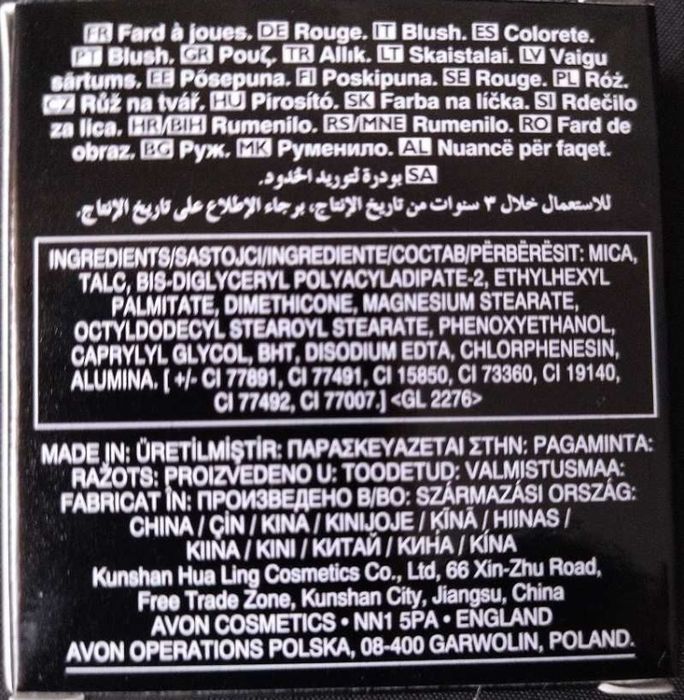 FR Fard à joues. DE Rouge. IT Blush. ES Colorete.
PT Blush. GR Ρουζ. TR Allık. LT Skaistalai. LV Vaigu
sārtums. EE Põsepuna. FI Poskipuna. SE Rouge. PL Róż.
CZ Růž na tvář. HU Pirosító. SK Farba na líčka. SI Rdečilo
za lica. HR/BIH Rumenilo. RS/MNE Rumenilo. RO Fard de
obraz. BG Руж. MK Руменило. AL Nuancë për faqet.
SA بودرة لتوريد الخدود.
للاستعمال خلال ٣ سنوات من تاريخ الإنتاج، برجاء الإطلاع على تاريخ الإنتاج.
INGREDIENTS/SASTOJCI/INGREDIENTE/СОСТАВ/PËRBËRËSIT: MICA,
TALC, BIS-DIGLYCERYL POLYACYLADIPATE-2, ETHYLHEXYL
PALMITATE, DIMETHICONE, MAGNESIUM STEARATE,
OCTYLDODECYL STEAROYL STEARATE, PHENOXYETHANOL,
CAPRYLYL GLYCOL, BHT, DISODIUM EDTA, CHLORPHENESIN,
ALUMINA. [ +/- CI 77891, CI 77491, CI 15850, CI 73360, CI 19140,
CI 77492, CI 77007.] <GL 2276>
MADE IN: ÜRETİLMİŞTİR: ΠΑΡΑΣΚΕΥΑΖΕΤΑΙ ΣΤΗΝ: PAGAMINTA:
RAŽOTS: PROIZVEDENO U: TOODETUD: VALMISTUSMAA:
FABRICAT ÎN: ПРОИЗВЕДЕНО В/ВО: SZÁRMAZÁSI ORSZÁG:
CHINA / ÇİN / KINA / KINIJOJE / ĶĪNĀ / HIINAS /
KIINA / KINI / КИТАЙ / КИНА / KÍNA
Kunshan Hua Ling Cosmetics Co., Ltd, 66 Xin-Zhu Road,
Free Trade Zone, Kunshan City, Jiangsu, China
AVON COSMETICS • NN1 5PA • ENGLAND
AVON OPERATIONS POLSKA, 08-400 GARWOLIN, POLAND.